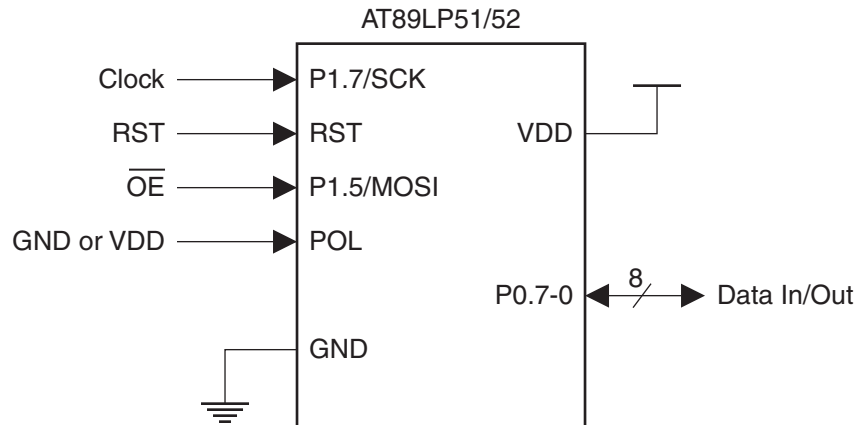 AT89LP51/52
Clock P1.7/SCK
RST RST VDD
OE P1.5/MOSI
GND or VDD POL
P0.7-0 8 Data In/Out
GND